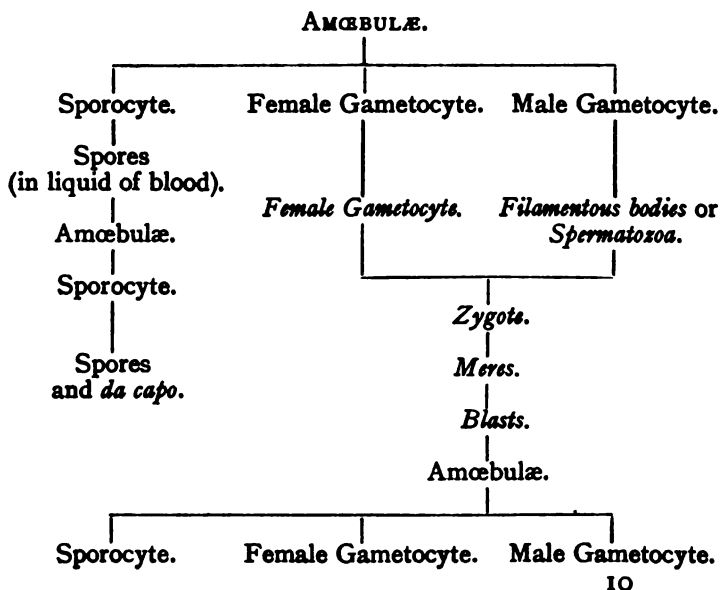 AMŒBULÆ.
Sporocyte. Female Gametocyte. Male Gametocyte.
Spores
(in liquid of blood).
Female Gametocyte. Filamentous bodies or
Spermatozoa.
Amœbulæ.
Sporocyte.
Zygote.
Spores
and da capo.
Meres.
Blasts.
Amœbulæ.
Sporocyte. Female Gametocyte. Male Gametocyte.
10